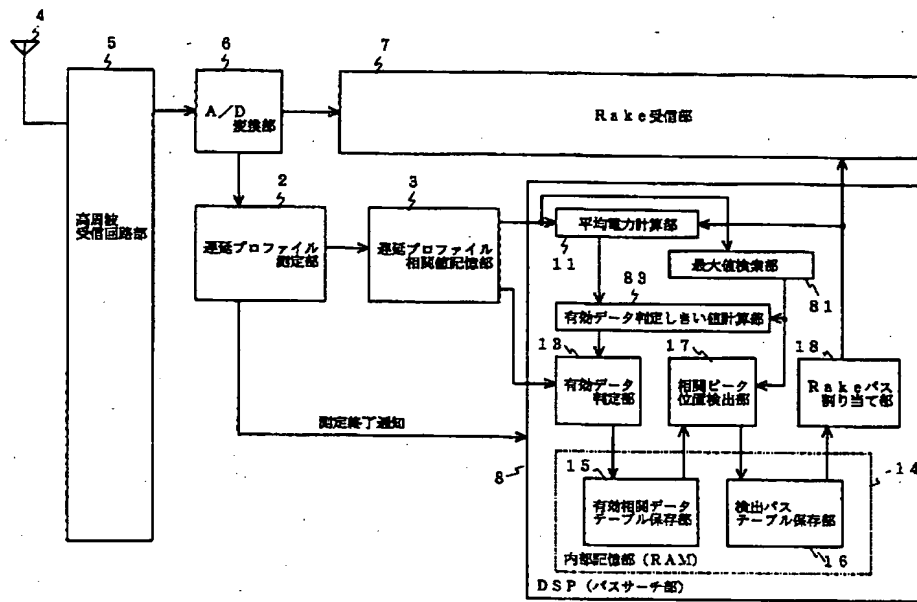 4
5
6
7
A/D
変換部
Rake受信部
2
3
高周波
受信回路部
遅延プロファイル
測定部
遅延プロファイル
相関値記憶部
平均電力計算部
11
最大値検索部
81
83
有効データ判定しきい値計算部
13
17
18
有効データ
判定部
相関ピーク
位置検出部
Rakeパス
割り当て部
測定終了通知
8
14
15
有効相関データ
テーブル保存部
検出パス
テーブル保存部
16
内部記憶部(RAM)
DSP(パスサーチ部)